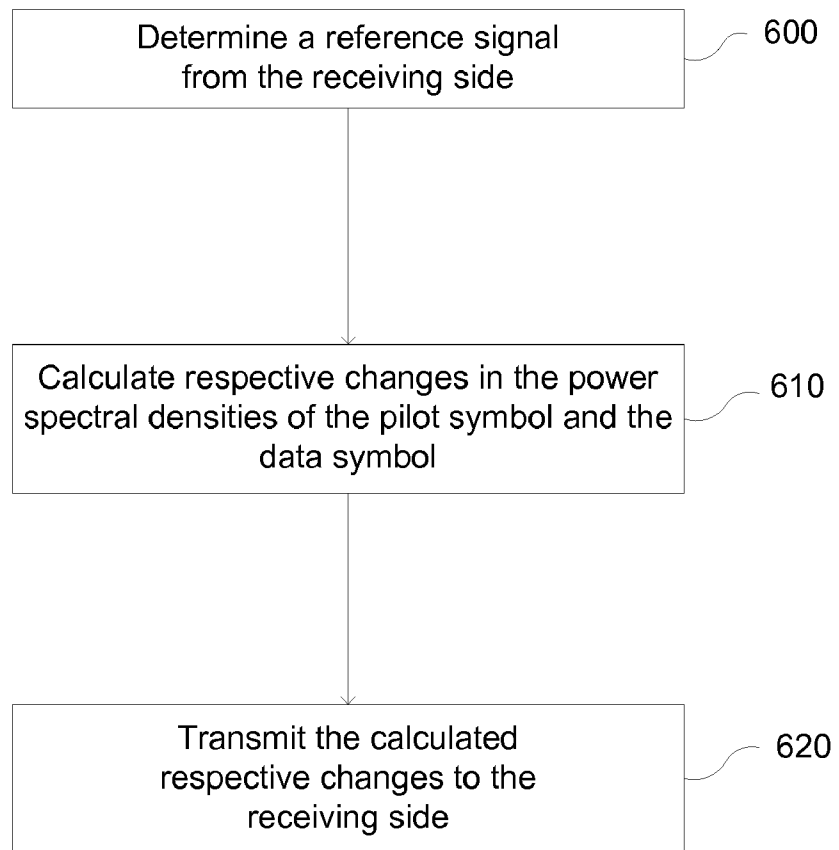 Determine a reference signal
from the receiving side
600
Calculate respective changes in the power
spectral densities of the pilot symbol and the
data symbol
610
Transmit the calculated
respective changes to the
receiving side
620